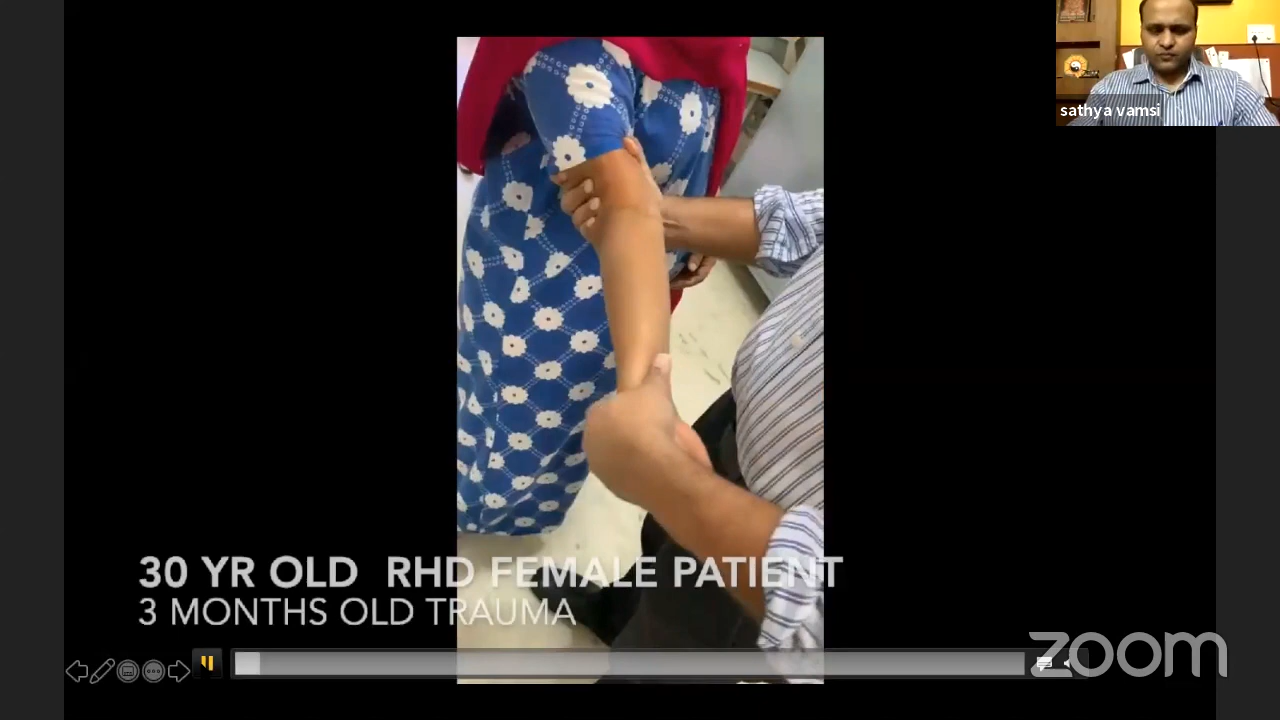 sathya vamsi
30 YR OLD RHD FEMALE PATIENT
3 MONTHS OLD TRAUMA
zoom